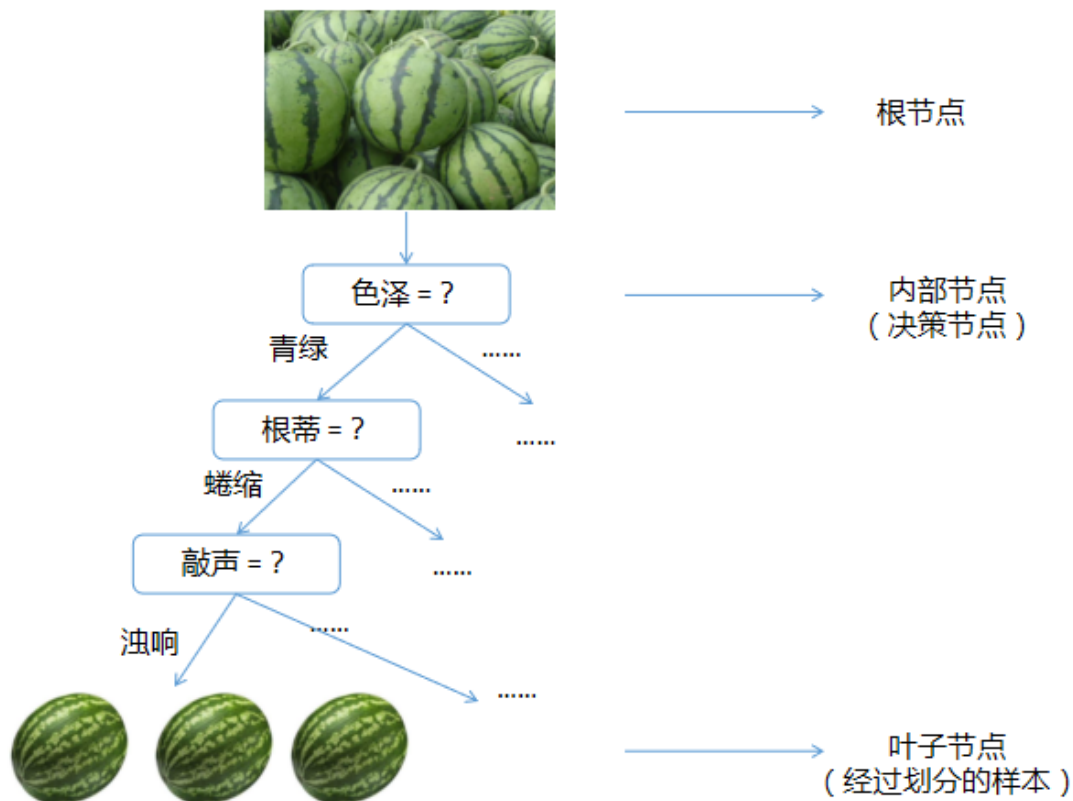 根节点
色泽 = ?
内部节点
（决策节点）
青绿
……
根蒂 = ?
……
蜷缩
……
敲声 = ?
……
浊响
……
……
叶子节点
（经过划分的样本）